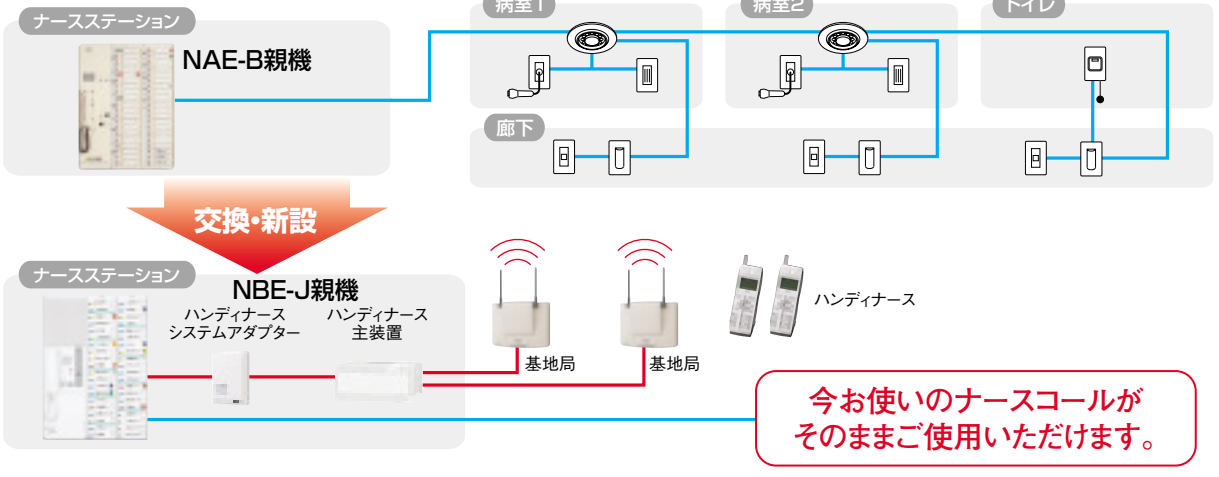 ナースステーション
NAE-B親機
病室1
病室2
トイレ
廊下
交換・新設
ナースステーション
NBE-J親機
ハンディナース
システムアダプター
ハンディナース
主装置
基地局
基地局
ハンディナース
今お使いのナースコールが
そのままご使用いただけます。